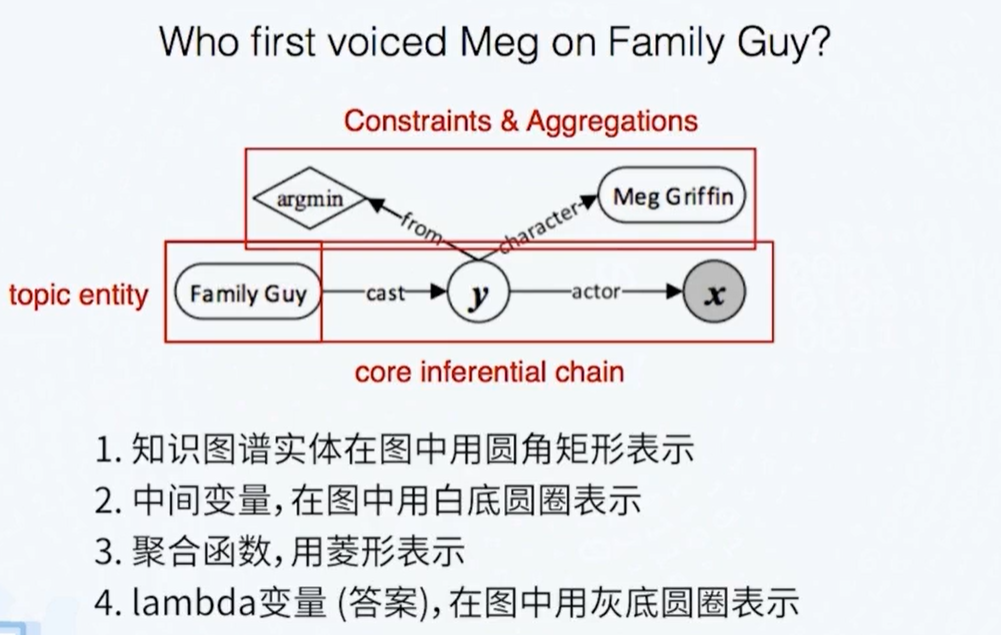 Who first voiced Meg on Family Guy?
Constraints & Aggregations
argmin
Meg Griffin
from
character
topic entity
Family Guy
cast
y
actor
x
core inferential chain
1. 知识图谱实体在图中用圆角矩形表示
2. 中间变量,在图中用白底圆圈表示
3. 聚合函数,用菱形表示
4. lambda变量 (答案),在图中用灰底圆圈表示